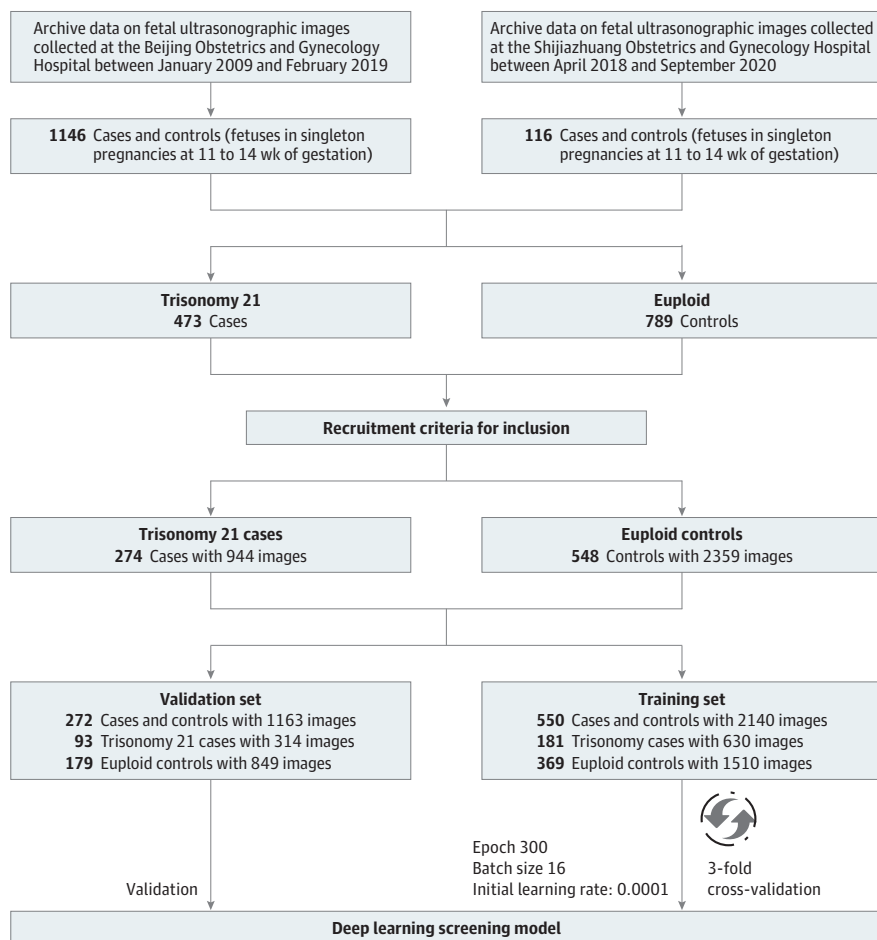 Archive data on fetal ultrasonographic images
collected at the Beijing Obstetrics and Gynecology
Hospital between January 2009 and February 2019
Archive data on fetal ultrasonographic images collected
at the Shijiazhuang Obstetrics and Gynecology Hospital
between April 2018 and September 2020
1146 Cases and controls (fetuses in singleton
pregnancies at 11 to 14 wk of gestation)
116 Cases and controls (fetuses in singleton
pregnancies at 11 to 14 wk of gestation)
Trisonomy 21
473 Cases
Euploid
789 Controls
Recruitment criteria for inclusion
Trisonomy 21 cases
274 Cases with 944 images
Euploid controls
548 Controls with 2359 images
Validation set
272 Cases and controls with 1163 images
93 Trisonomy 21 cases with 314 images
179 Euploid controls with 849 images
Training set
550 Cases and controls with 2140 images
181 Trisonomy cases with 630 images
369 Euploid controls with 1510 images
Validation
Epoch 300
Batch size 16
Initial learning rate: 0.0001
3-fold
cross-validation
Deep learning screening model